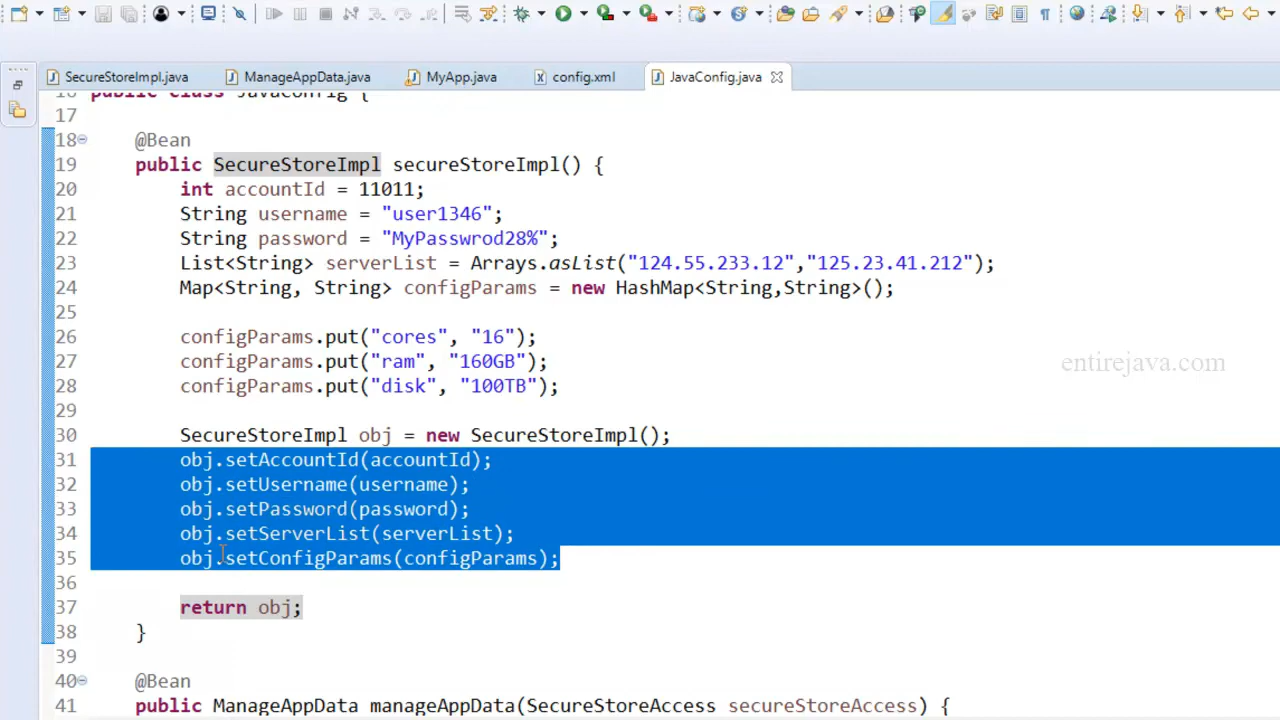 SecureStoreImpl.java ManageAppData.java MyApp.java config.xml JavaConfig.java
16 public class JavaConfig {
17
18 @Bean
19 public SecureStoreImpl secureStoreImpl() {
20 int accountId = 11011;
21 String username = "user1346";
22 String password = "MyPasswrod28%";
23 List<String> serverList = Arrays.asList("124.55.233.12","125.23.41.212");
24 Map<String, String> configParams = new HashMap<String,String>();
25
26 configParams.put("cores", "16");
27 configParams.put("ram", "160GB");
entirejava.com
28 configParams.put("disk", "100TB");
29
30 SecureStoreImpl obj = new SecureStoreImpl();
31 obj.setAccountId(accountId);
32 obj.setUsername(username);
33 obj.setPassword(password);
34 obj.setServerList(serverList);
35 obj.setConfigParams(configParams);
36
37 return obj;
38 }
39
40 @Bean
41 public ManageAppData manageAppData(SecureStoreAccess secureStoreAccess) {